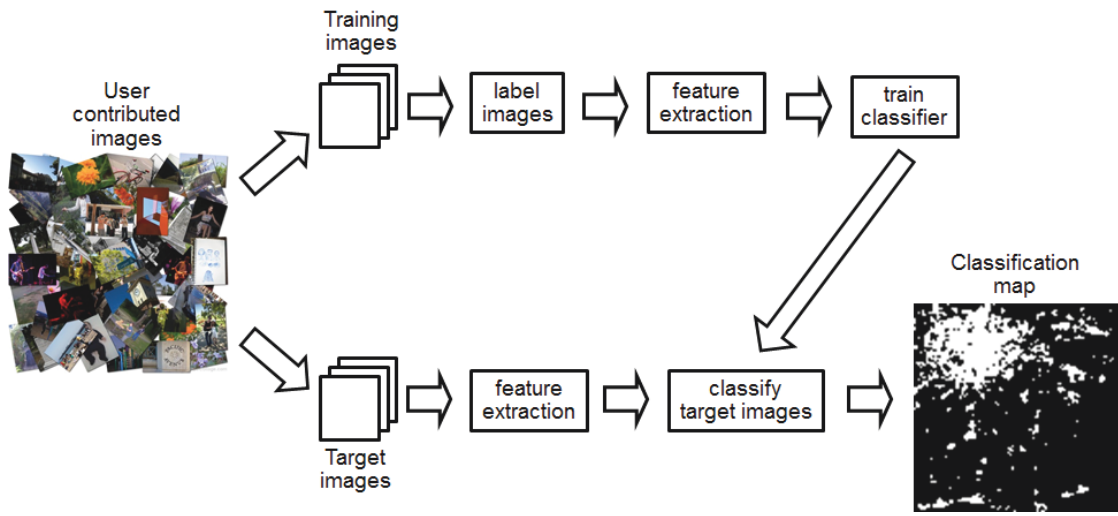 Training
images
User
contributed
images
label
images
feature
extraction
train
classifier
Classification
map
feature
extraction
classify
target images
Target
images